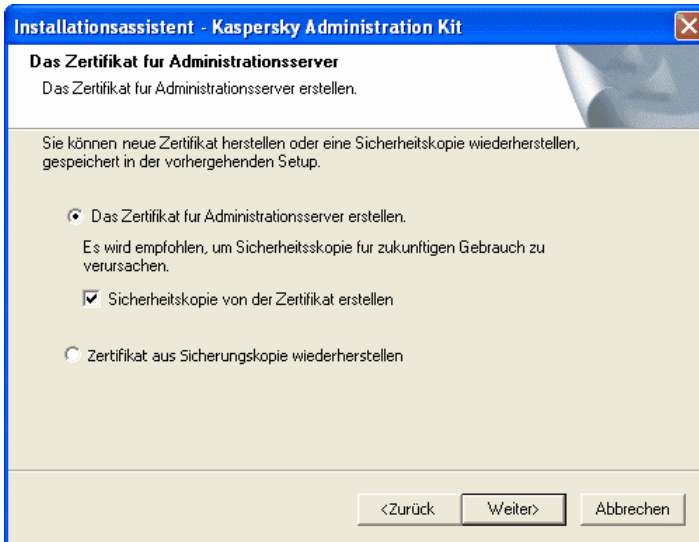 Installationsassistent - Kaspersky Administration Kit
Das Zertifikat fur Administrationsserver
Das Zertifikat fur Administrationsserver erstellen.
Sie können neue Zertifikat herstellen oder eine Sicherheitskopie wiederherstellen,
gespeichert in der vorhergehenden Setup.
Das Zertifikat fur Administrationsserver erstellen.
Es wird empfohlen, um Sicherheitsskopie fur zukunftigen Gebrauch zu
verursachen.
Sicherheitskopie von der Zertifikat erstellen
Zertifikat aus Sicherungskopie wiederherstellen
<Zurück Weiter> Abbrechen